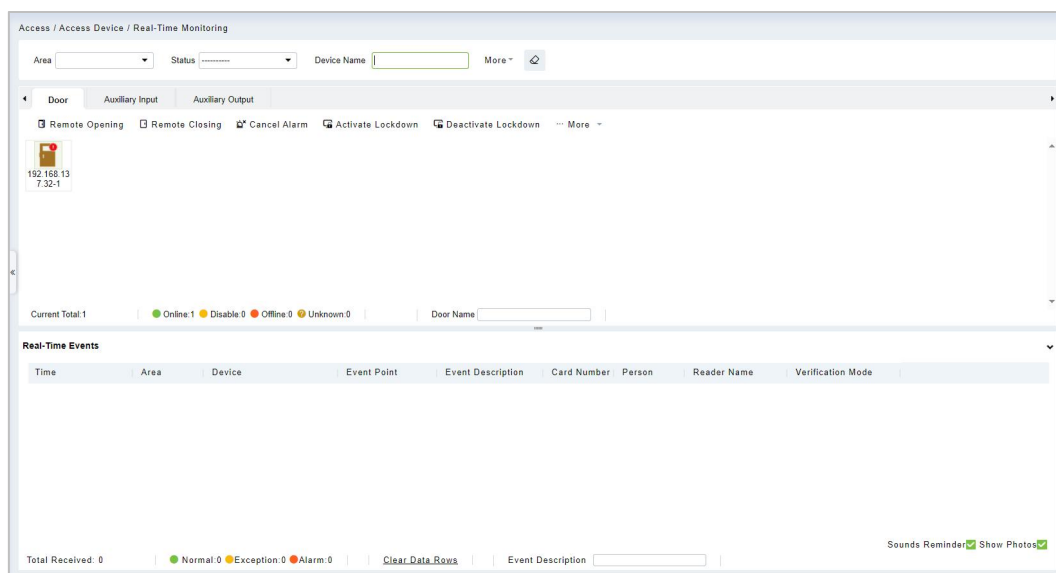 Access / Access Device / Real-Time Monitoring
Area Status ---------- Device Name More
Door Auxiliary Input Auxiliary Output
Remote Opening Remote Closing Cancel Alarm Activate Lockdown Deactivate Lockdown ··· More
192.168.13
7.32-1
Current Total:1 Online:1 Disable:0 Offline:0 Unknown:0 Door Name
Real-Time Events
Time Area Device Event Point Event Description Card Number Person Reader Name Verification Mode
Sounds Reminder Show Photos
Total Received: 0 Normal:0 Exception:0 Alarm:0 Clear Data Rows Event Description